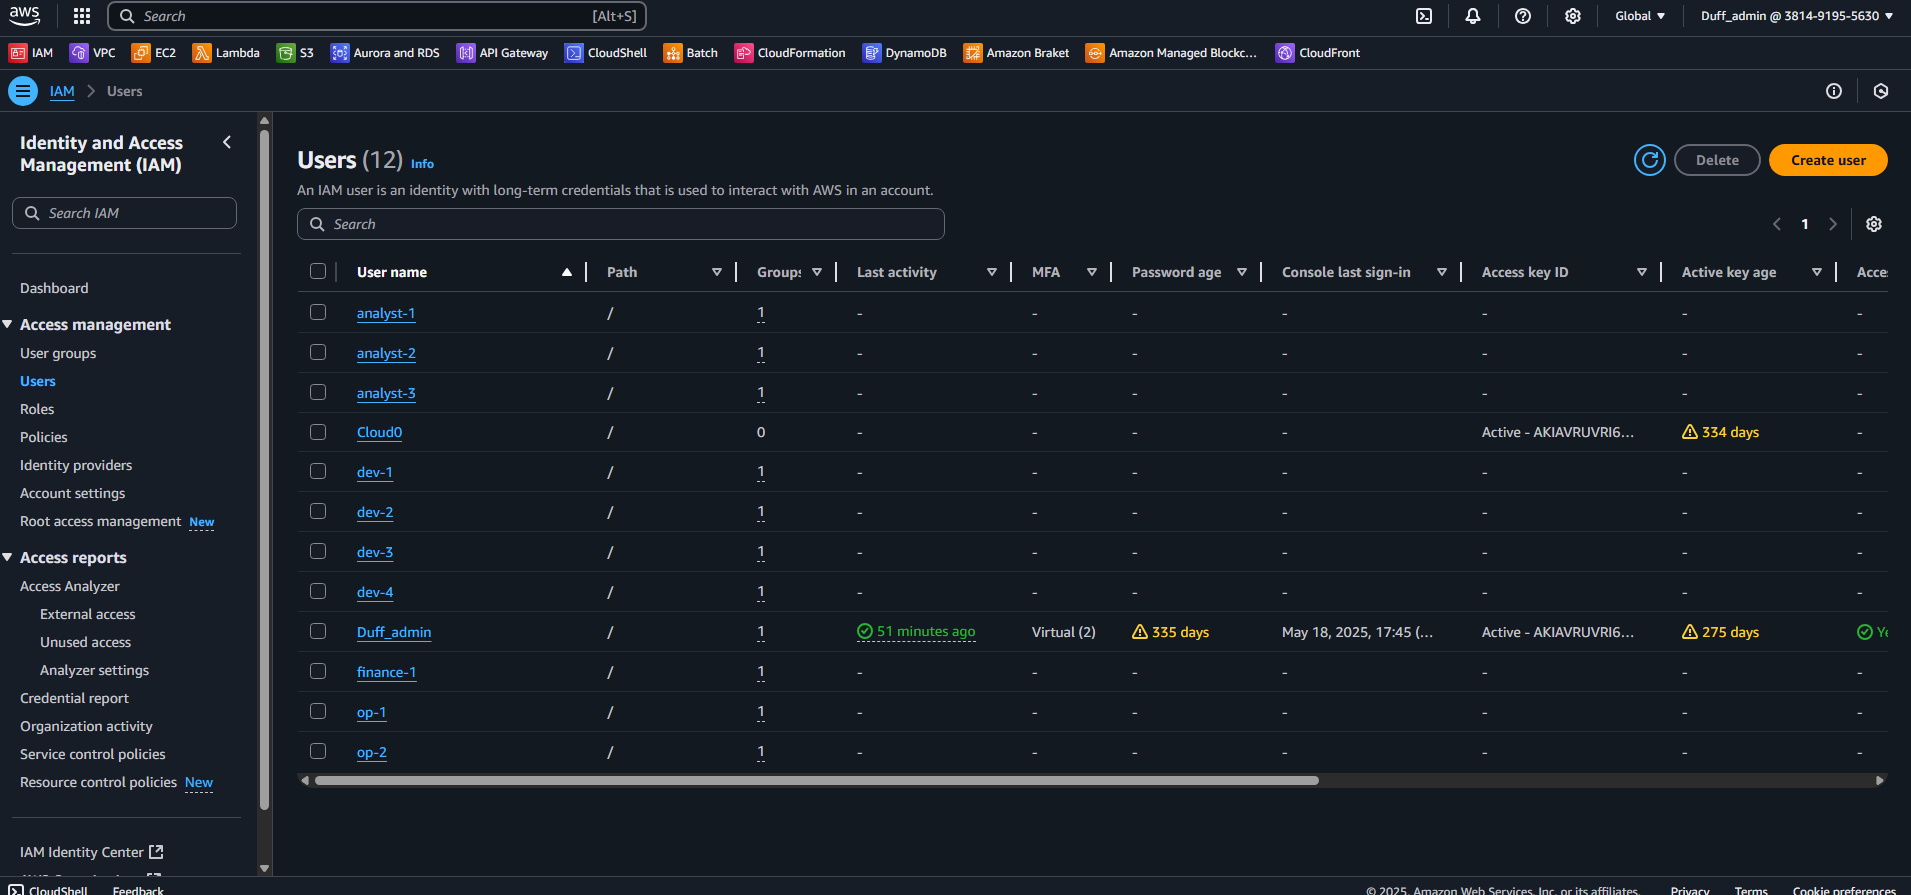 aws
Search [Alt+S]
Global
Duff_admin @ 3814-9195-5630
IAM VPC EC2 Lambda S3 Aurora and RDS API Gateway CloudShell Batch CloudFormation DynamoDB Amazon Braket Amazon Managed Blockc... CloudFront
IAM > Users
Identity and Access
Management (IAM)
Search IAM
Dashboard
Access management
User groups
Users
Roles
Policies
Identity providers
Account settings
Root access management New
Access reports
Access Analyzer
External access
Unused access
Analyzer settings
Credential report
Organization activity
Service control policies
Resource control policies New
IAM Identity Center
Users (12) Info
Delete
Create user
An IAM user is an identity with long-term credentials that is used to interact with AWS in an account.
Search
1
User name Path Groups Last activity MFA Password age Console last sign-in Access key ID Active key age
analyst-1 / 1 - - - - - - -
analyst-2 / 1 - - - - - - -
analyst-3 / 1 - - - - - - -
Cloud0 / 0 - - - - Active - AKIAVRUVRI6... 334 days -
dev-1 / 1 - - - - - - -
dev-2 / 1 - - - - - - -
dev-3 / 1 - - - - - - -
dev-4 / 1 - - - - - - -
Duff_admin / 1 51 minutes ago Virtual (2) 335 days May 18, 2025, 17:45 (... Active - AKIAVRUVRI6... 275 days
finance-1 / 1 - - - - - - -
op-1 / 1 - - - - - - -
op-2 / 1 - - - - - - -
CloudShell Feedback
© 2025, Amazon Web Services, Inc. or its affiliates. Privacy Terms Cookie preferences